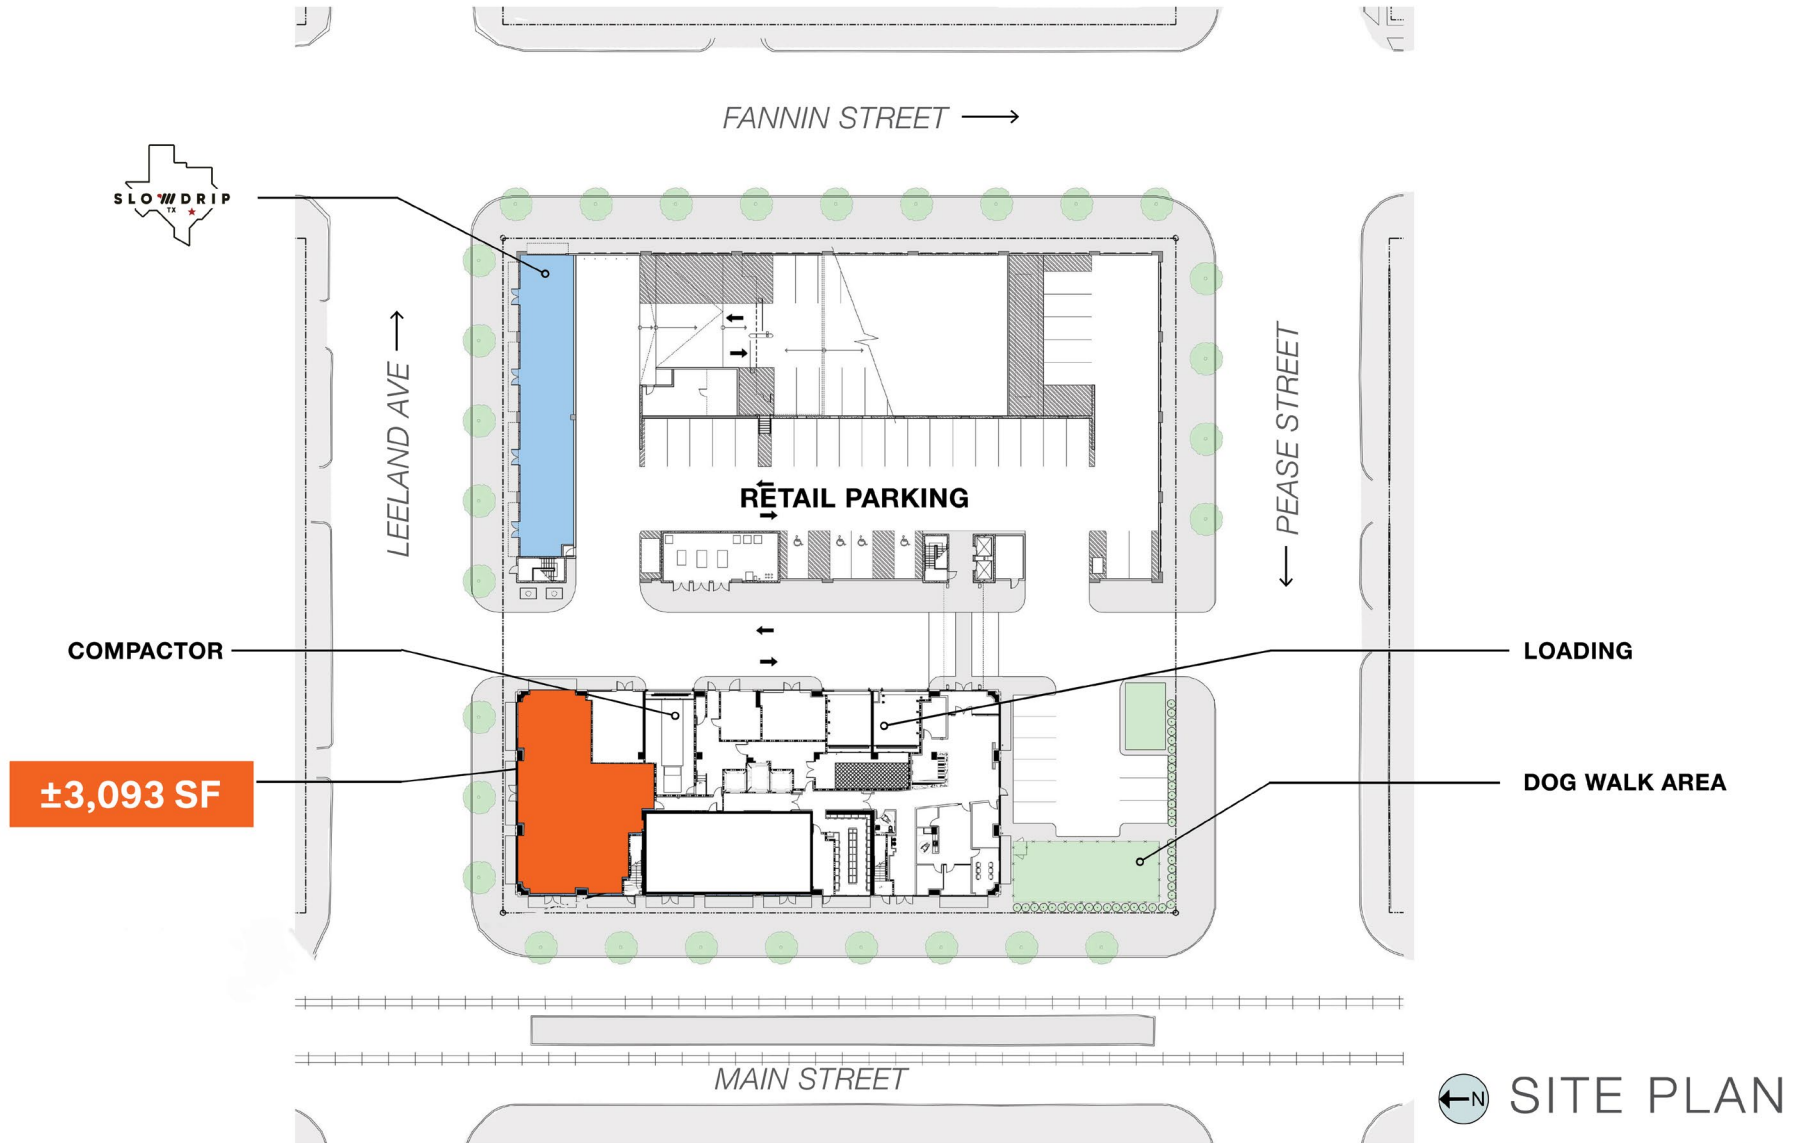 FANNIN STREET
SLOW DRIP
TX
LEELAND AVE
PEASE STREET
RETAIL PARKING
COMPACTOR
LOADING
±3,093 SF
DOG WALK AREA
MAIN STREET
N
SITE PLAN